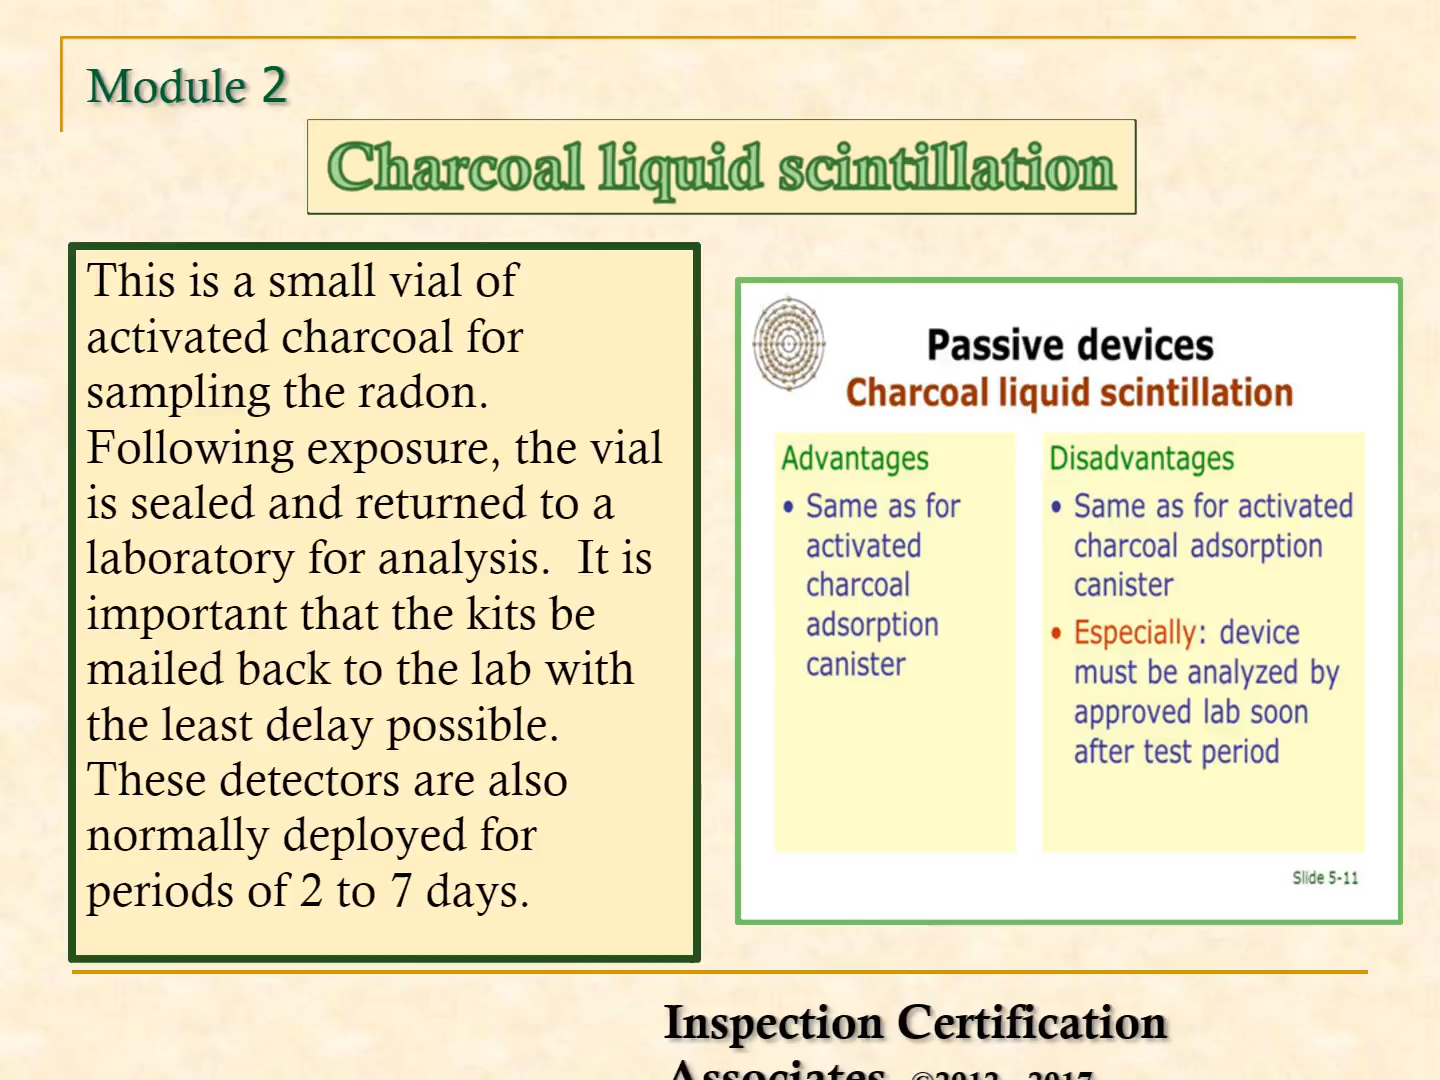 Module 2
Charcoal liquid scintillation
This is a small vial of
activated charcoal for
sampling the radon.
Following exposure, the vial
is sealed and returned to a
laboratory for analysis.  It is
important that the kits be
mailed back to the lab with
the least delay possible.
These detectors are also
normally deployed for
periods of 2 to 7 days.
Passive devices
Charcoal liquid scintillation
Advantages
• Same as for
activated
charcoal
adsorption
canister
Disadvantages
• Same as for activated
charcoal adsorption
canister
• Especially: device
must be analyzed by
approved lab soon
after test period
Slide 5-11
Inspection Certification
Associates ©2012 - 2017